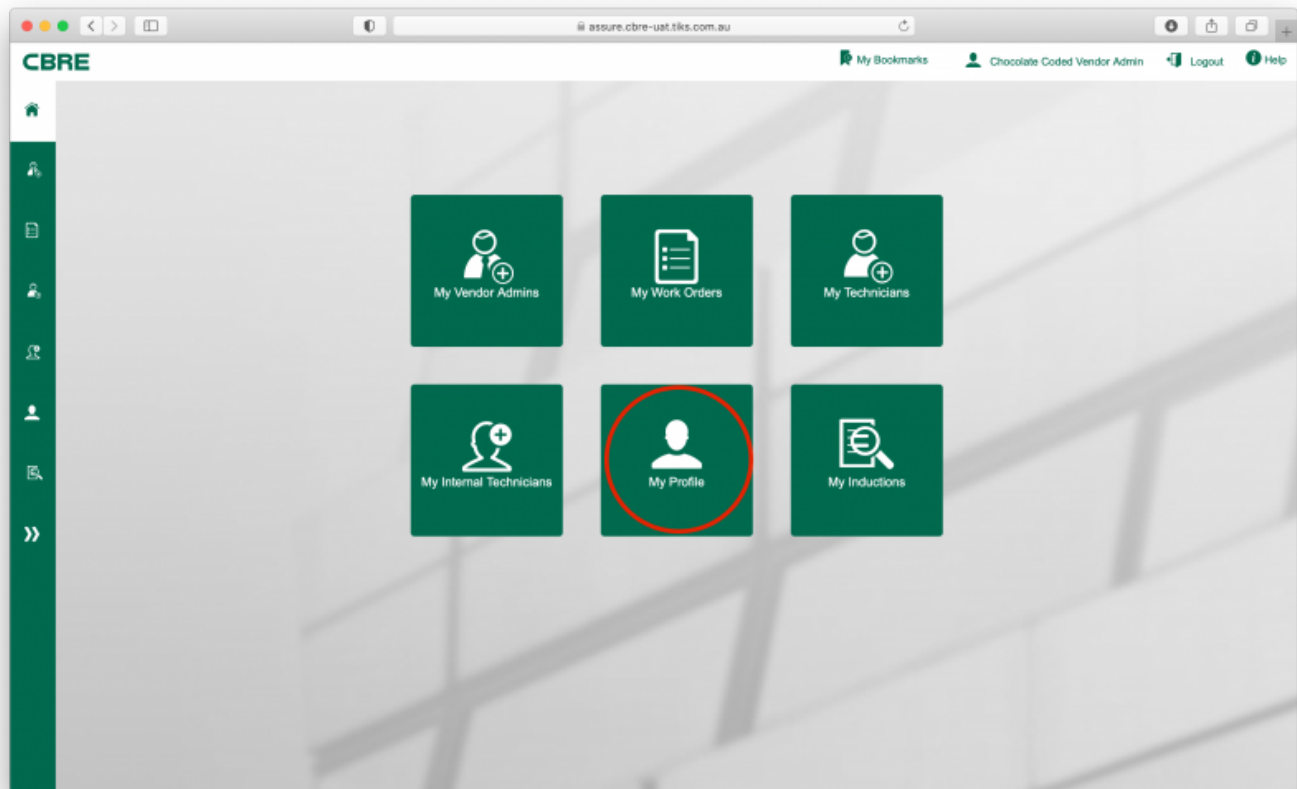 assure.cbre-uat.tiks.com.au
CBRE
My Bookmarks
Chocolate Coded Vendor Admin
Logout
Help
My Vendor Admins
My Work Orders
My Technicians
My Internal Technicians
My Profile
My Inductions